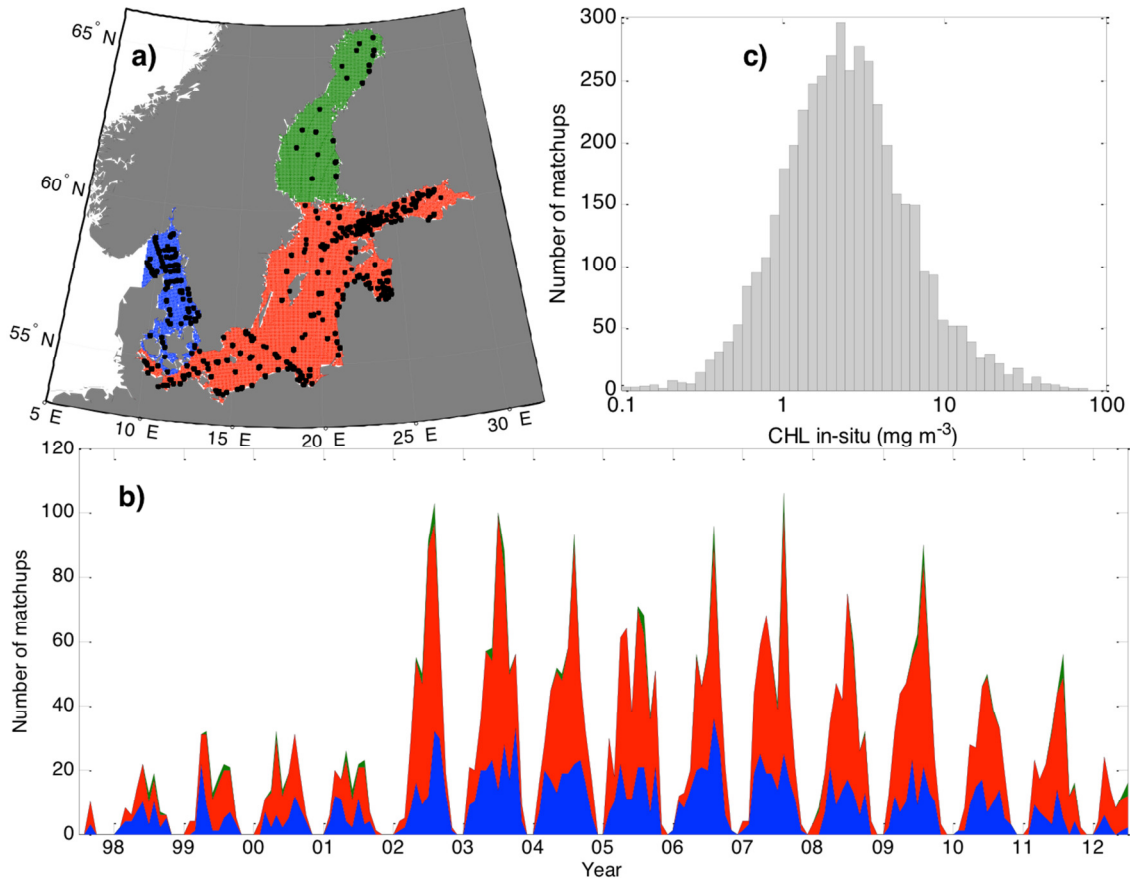 a)
65° N
60° N
55° N
5° E
10° E
15° E
20° E
25° E
30° E
c)
Number of matchups
300
250
200
150
100
50
0
0.1
1
10
100
CHL in-situ (mg m-3)
b)
Number of matchups
120
100
80
60
40
20
0
98
99
00
01
02
03
04
05
06
07
08
09
10
11
12
Year